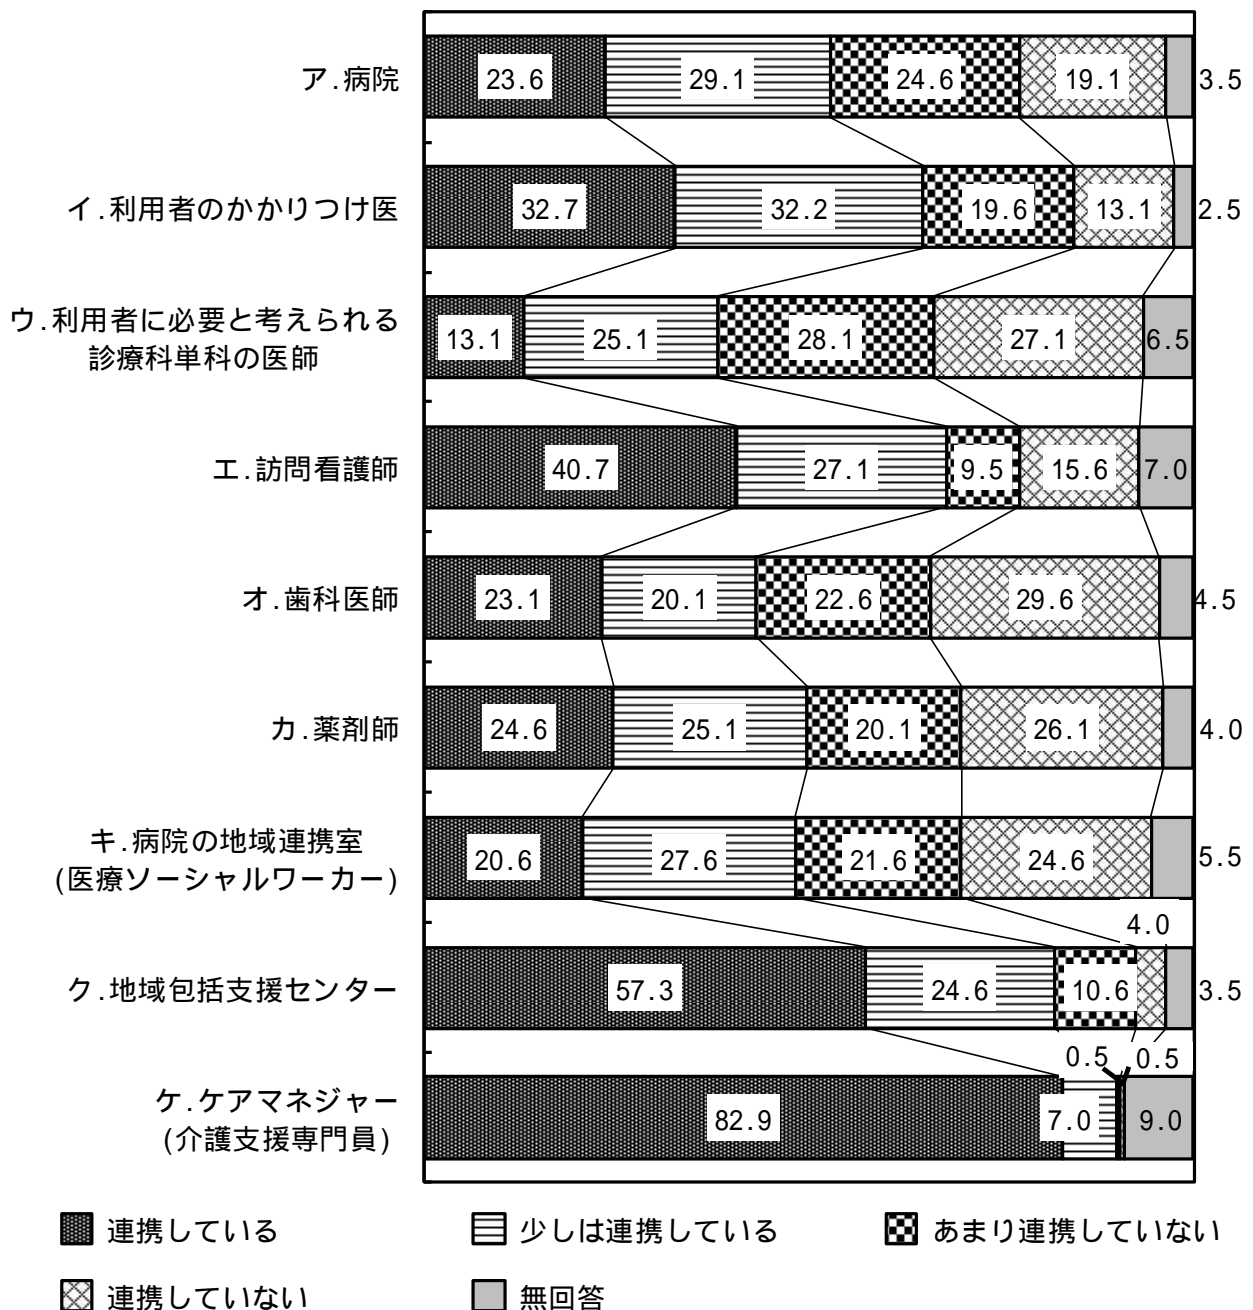 ア.病院
23.6 29.1 24.6 19.1 3.5
イ.利用者のかかりつけ医
32.7 32.2 19.6 13.1 2.5
ウ.利用者に必要と考えられる
診療科単科の医師
13.1 25.1 28.1 27.1 6.5
エ.訪問看護師
40.7 27.1 9.5 15.6 7.0
オ.歯科医師
23.1 20.1 22.6 29.6 4.5
カ.薬剤師
24.6 25.1 20.1 26.1 4.0
キ.病院の地域連携室
(医療ソーシャルワーカー)
20.6 27.6 21.6 24.6 5.5
ク.地域包括支援センター
57.3 24.6 10.6 4.0 3.5
ケ.ケアマネジャー
(介護支援専門員)
82.9 7.0 0.5 0.5 9.0
連携している 少しは連携している あまり連携していない
連携していない 無回答